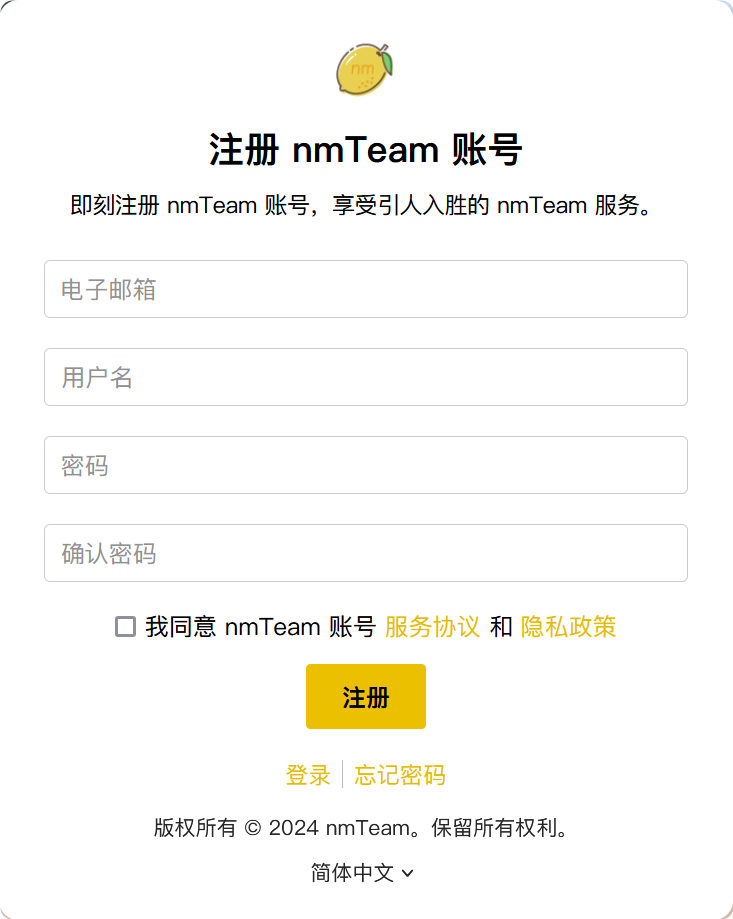 nm
注册 nmTeam 账号
即刻注册 nmTeam 账号，享受引人入胜的 nmTeam 服务。
电子邮箱
用户名
密码
确认密码
我同意 nmTeam 账号 服务协议 和 隐私政策
注册
登录 忘记密码
版权所有 © 2024 nmTeam。保留所有权利。
简体中文